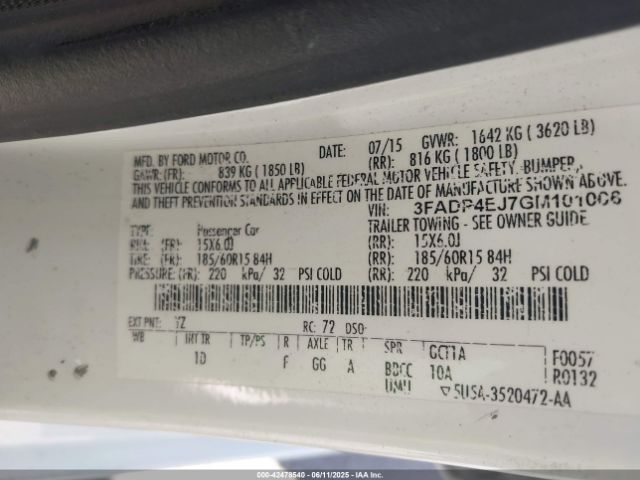 MFD. BY FORD MOTOR CO. DATE: 07/15 GVWR: 1642 KG ( 3620 LB)
GAWR: (FR): 839 KG ( 1850 LB) (RR): 816 KG ( 1800 LB)
THIS VEHICLE CONFORMS TO ALL APPLICABLE FEDERAL MOTOR VEHICLE SAFETY, BUMPER,
AND THEFT PREVENTION STANDARDS IN EFFECT ON THE DATE OF MANUFACTURE SHOWN ABOVE
VIN: 3FADP4EJ7GM101006
TYPE: Passenger Car TRAILER TOWING - SEE OWNER GUIDE
RIM: (FR): 15X6.0J (RR): 15X6.0J
TIRE: (FR): 185/60R15 84H (RR): 185/60R15 84H
PRESSURE: (FR): 220 kPa/ 32 PSI COLD (RR): 220 kPa/ 32 PSI COLD
EXT PNT: YZ RC: 72 DSO:
WB INT TR TP/PS R AXLE TR SPR GCF1A F0057
1D F GG A BDCC 10A R0132
UMU ▽5USA-3520472-AA
000-42478540 - 06/11/2025 - IAAI.COM